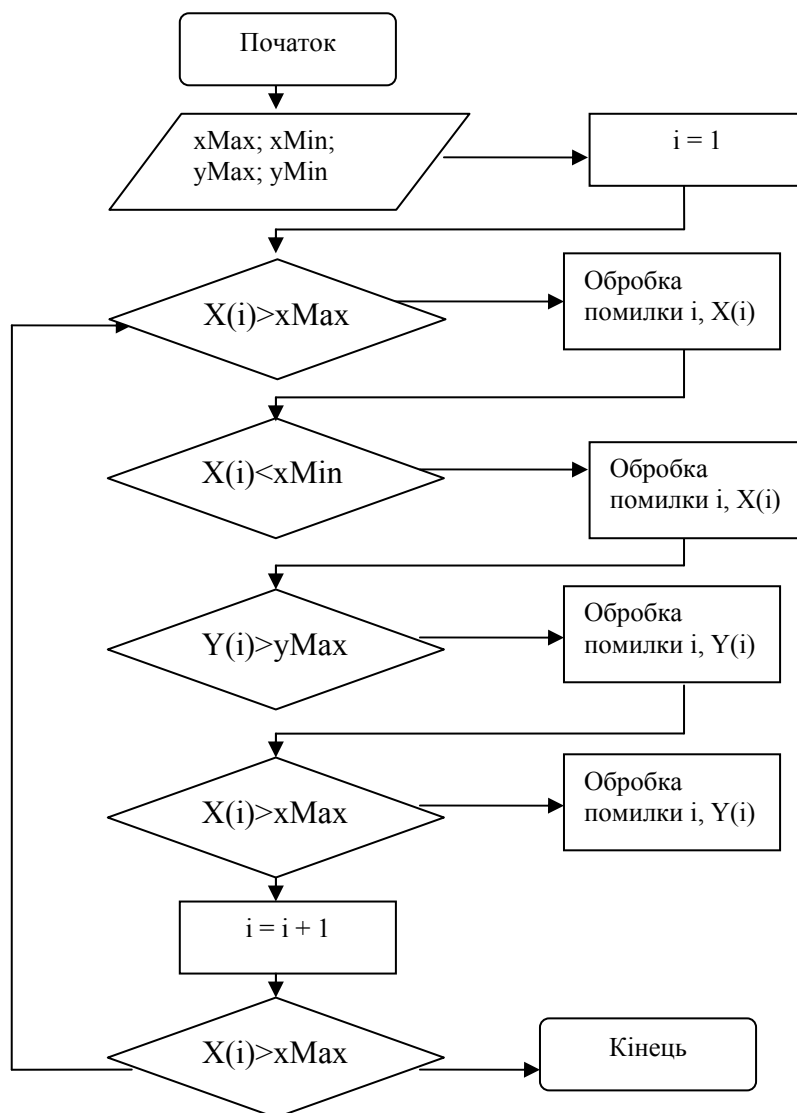 Початок
xMax; xMin;
yMax; yMin
i = 1
X(i)>xMax
Обробка
помилки i, X(i)
X(i)<xMin
Обробка
помилки i, X(i)
Y(i)>yMax
Обробка
помилки i, Y(i)
X(i)>xMax
Обробка
помилки i, Y(i)
i = i + 1
X(i)>xMax
Кінець